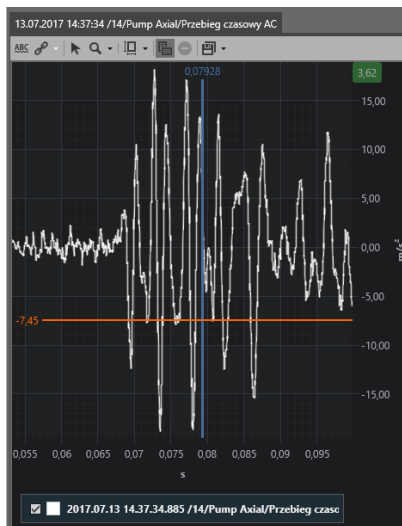 13.07.2017 14:37:34 /14/Pump Axial/Przebieg czasowy AC
ABC
0,07928
3,62
15,00
10,00
5,00
0,00
m/s²
-5,00
-7,45
-10,00
-15,00
0,055 0,06 0,065 0,07 0,075 0,08 0,085 0,09 0,095
s
2017.07.13 14.37.34.885 /14/Pump Axial/Przebieg czaso